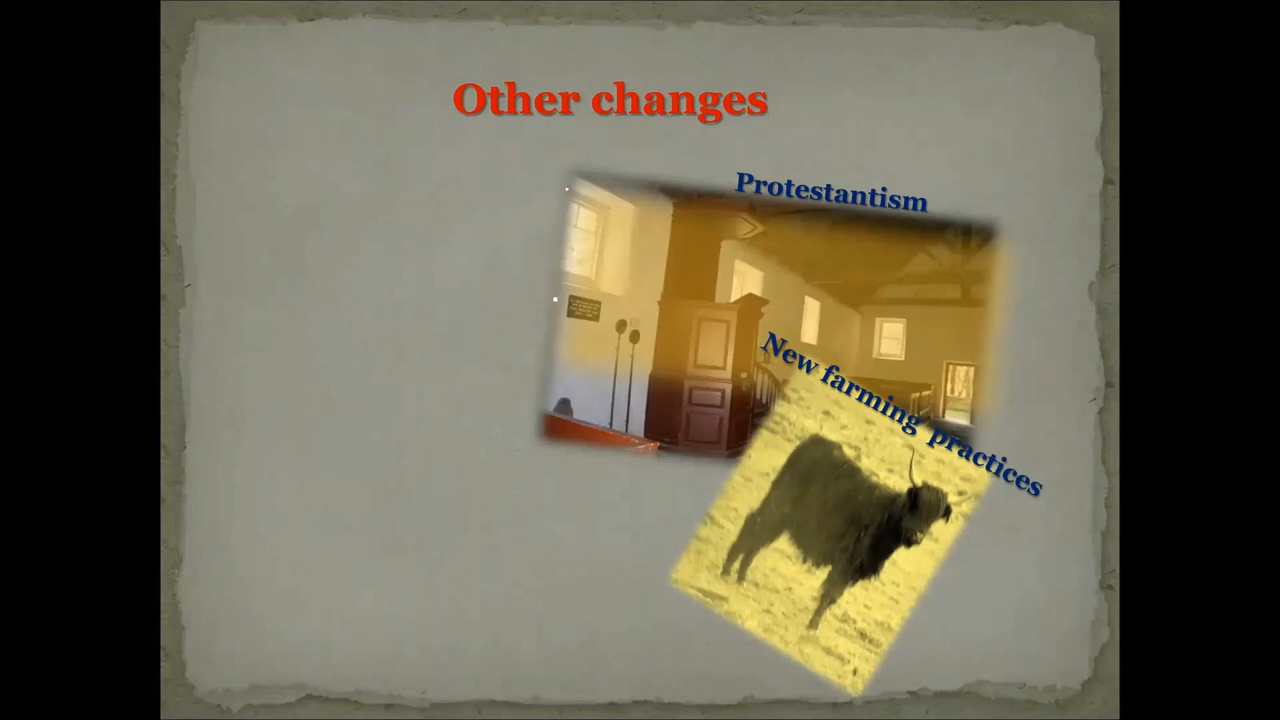 Other changes
Protestantism
New farming practices